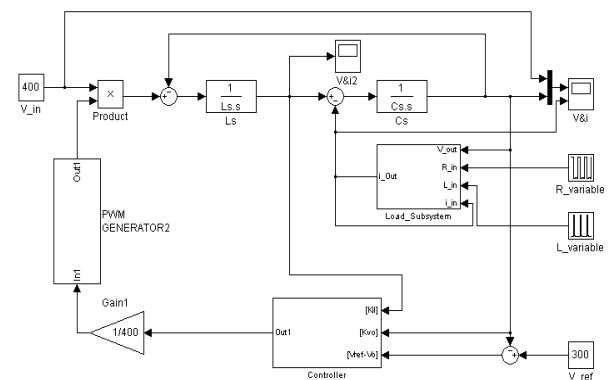 400
V_in
×
Product
1
Ls.s
Ls
V&i2
1
Cs.s
Cs
V&i
V_out
R_in
L_in
i_in
i_Out
Load_Subsystem
R_variable
L_variable
Out1
In1
PWM
GENERATOR2
Gain1
1/400
Out1
[Kil]
[Kvo]
[Vref-Vo]
Controller
300
V_ref